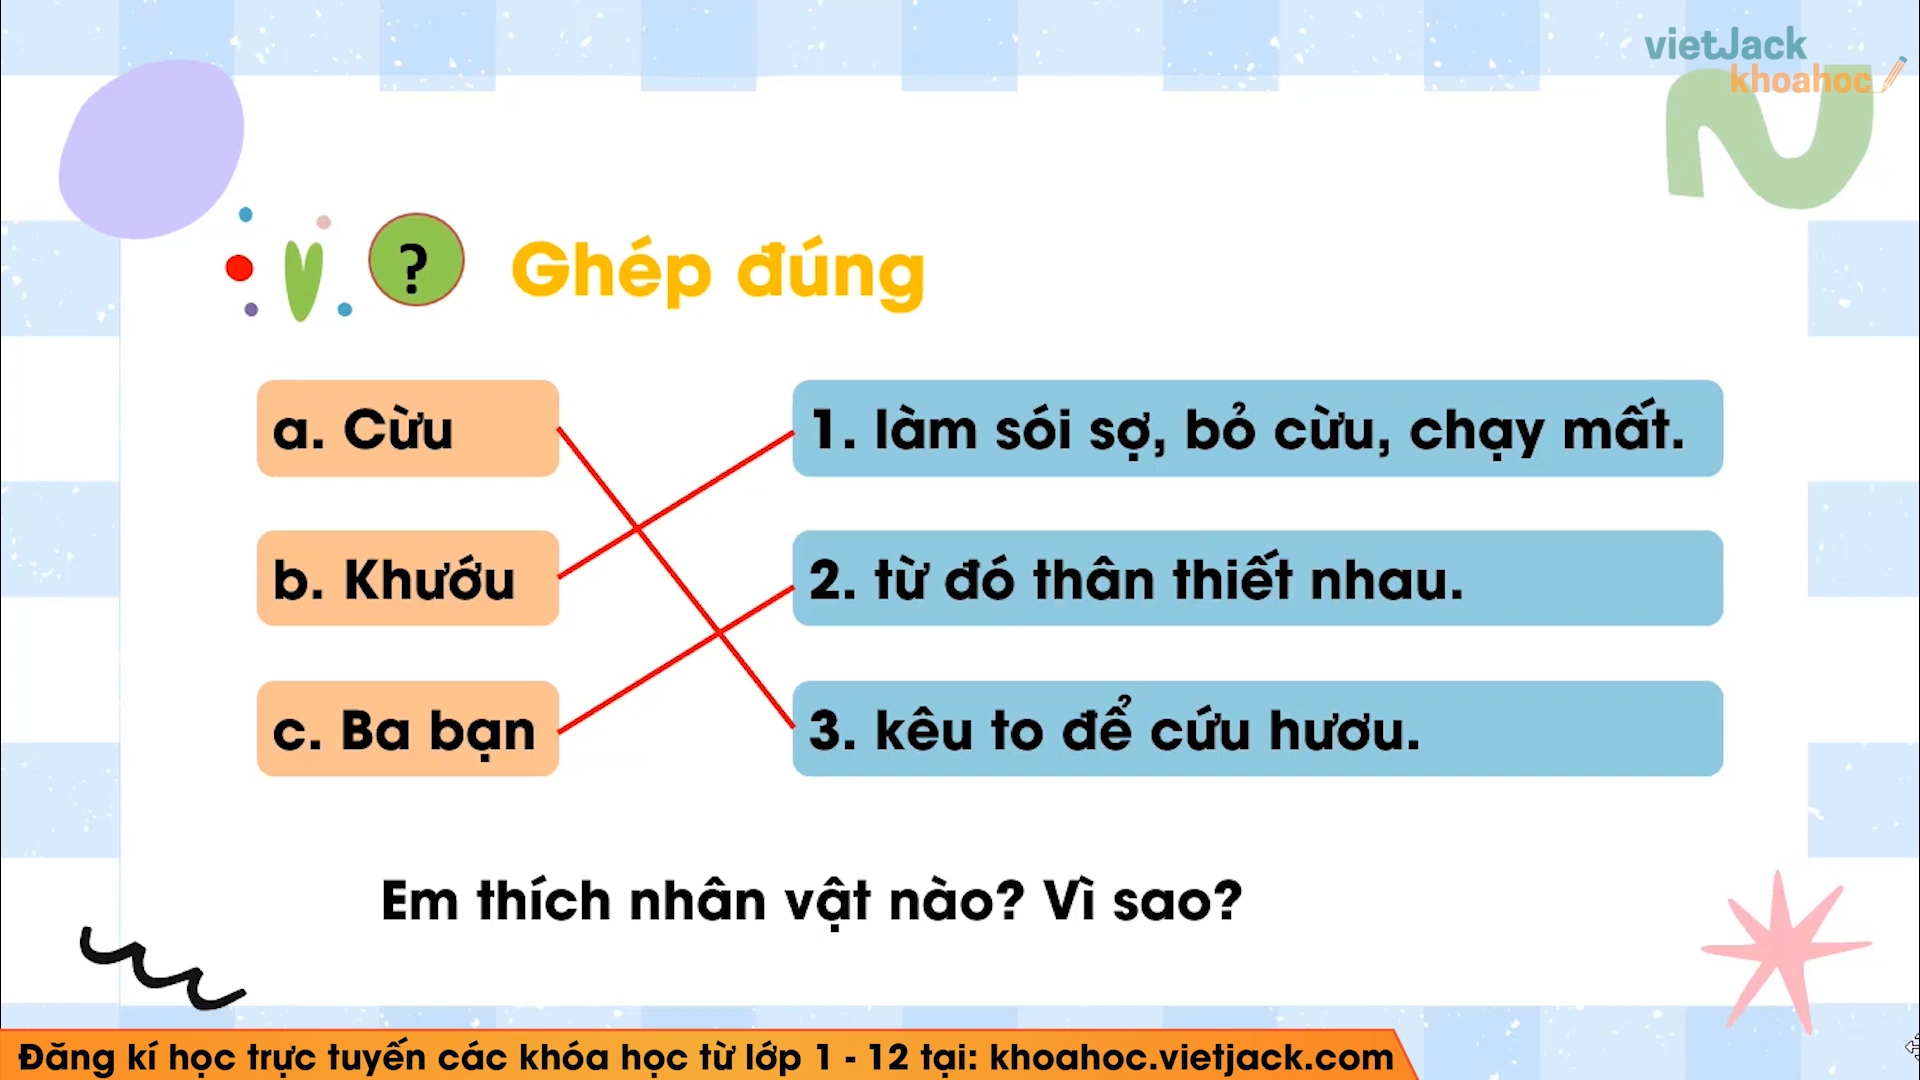 vietJack
khoahoc
? Ghép đúng
a. Cừu
1. làm sói sợ, bỏ cừu, chạy mất.
b. Khướu
2. từ đó thân thiết nhau.
c. Ba bạn
3. kêu to để cứu hươu.
Em thích nhân vật nào? Vì sao?
Đăng kí học trực tuyến các khóa học từ lớp 1 - 12 tại: khoahoc.vietjack.com